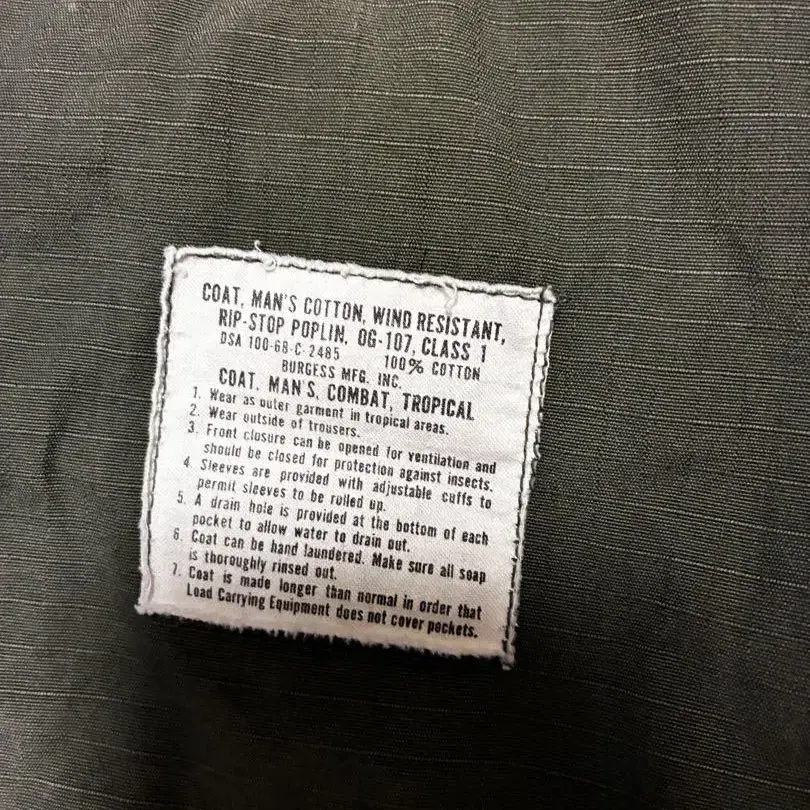 COAT, MAN'S COTTON, WIND RESISTANT,
RIP-STOP POPLIN, OG-107, CLASS 1
DSA 100-68-C-2485 100% COTTON
BURGESS MFG. INC.
COAT, MAN'S, COMBAT, TROPICAL
1. Wear as outer garment in tropical areas.
2. Wear outside of trousers.
3. Front closure can be opened for ventilation and
should be closed for protection against insects.
4. Sleeves are provided with adjustable cuffs to
permit sleeves to be rolled up.
5. A drain hole is provided at the bottom of each
pocket to allow water to drain out.
6. Coat can be hand laundered. Make sure all soap
is thoroughly rinsed out.
7. Coat is made longer than normal in order that
Load Carrying Equipment does not cover pockets.